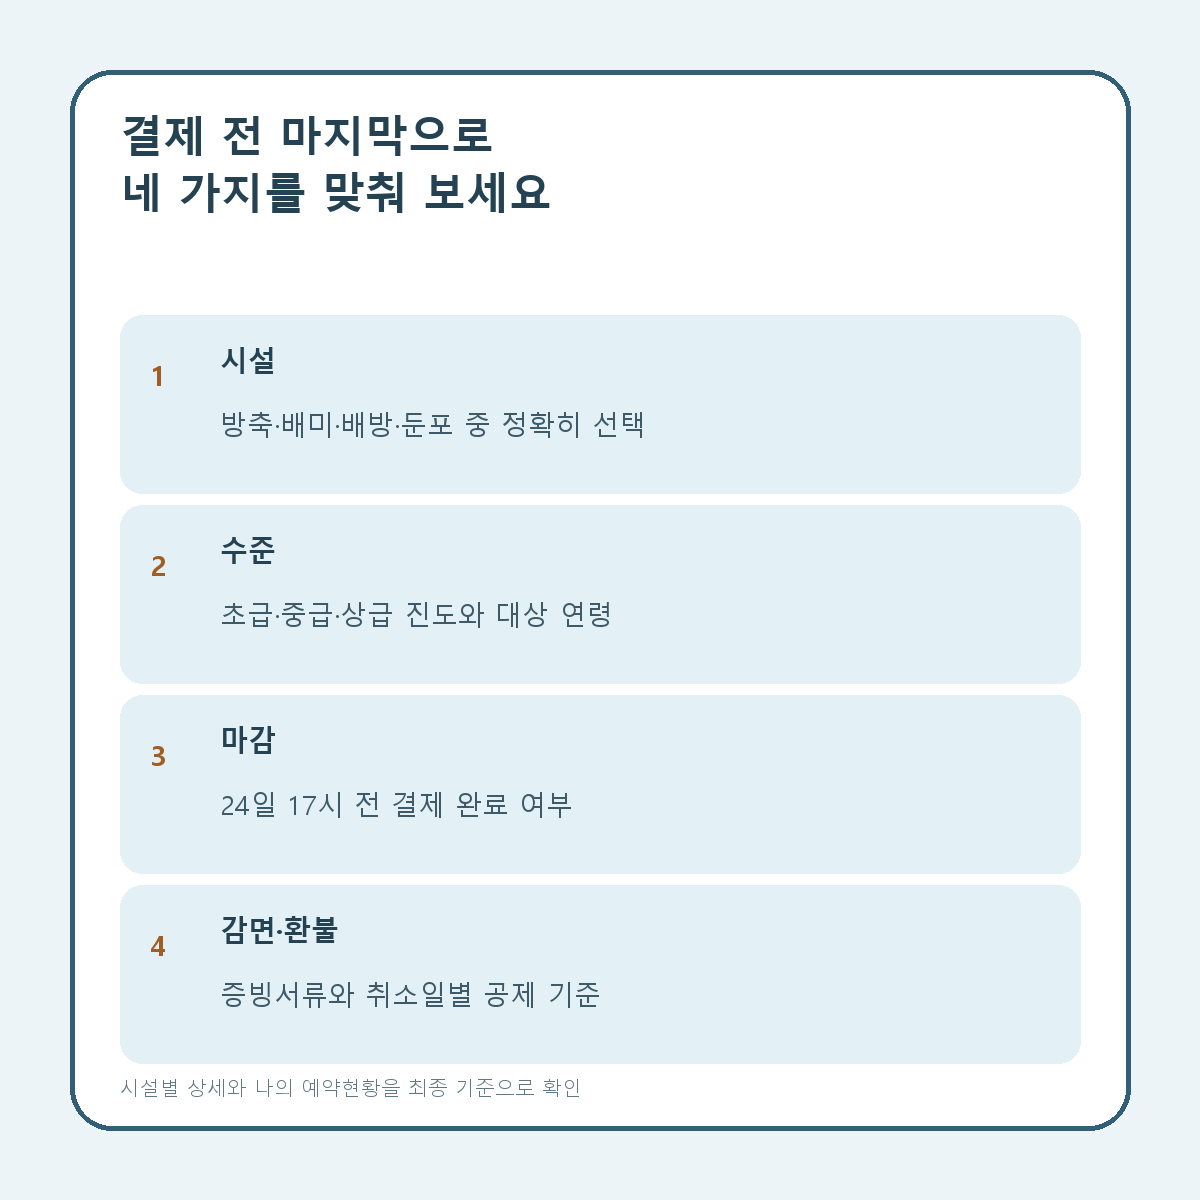 결제 전 마지막으로
네 가지를 맞춰 보세요
1
시설
방축·배미·배방·둔포 중 정확히 선택
2
수준
초급·중급·상급 진도와 대상 연령
3
마감
24일 17시 전 결제 완료 여부
4
감면·환불
증빙서류와 취소일별 공제 기준
시설별 상세와 나의 예약현황을 최종 기준으로 확인